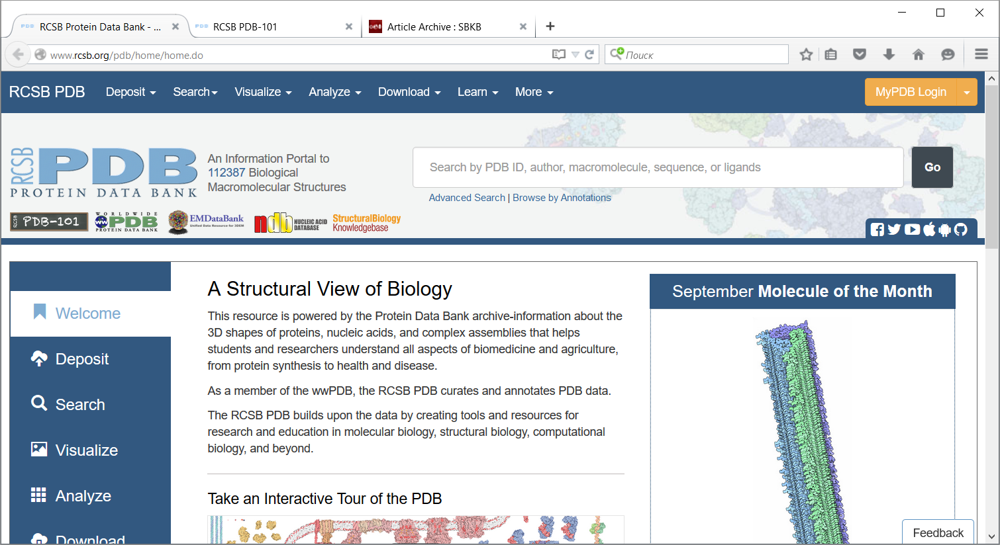 RCSB Protein Data Bank - ...
RCSB PDB-101
Article Archive : SBKB
www.rcsb.org/pdb/home/home.do
Поиск
RCSB PDB
Deposit
Search
Visualize
Analyze
Download
Learn
More
MyPDB Login
RCSB PDB
PROTEIN DATA BANK
An Information Portal to
112387 Biological
Macromolecular Structures
Search by PDB ID, author, macromolecule, sequence, or ligands
Go
Advanced Search | Browse by Annotations
RCSB PDB-101
WORLDWIDE
PDB
PROTEIN DATA BANK
EMDataBank
Unified Data Resource for 3DEM
ndb NUCLEIC ACID
DATABASE
StructuralBiology
Knowledgebase
Welcome
Deposit
Search
Visualize
Analyze
Download
A Structural View of Biology
This resource is powered by the Protein Data Bank archive-information about the
3D shapes of proteins, nucleic acids, and complex assemblies that helps
students and researchers understand all aspects of biomedicine and agriculture,
from protein synthesis to health and disease.
As a member of the wwPDB, the RCSB PDB curates and annotates PDB data.
The RCSB PDB builds upon the data by creating tools and resources for
research and education in molecular biology, structural biology, computational
biology, and beyond.
Take an Interactive Tour of the PDB
September Molecule of the Month
Feedback